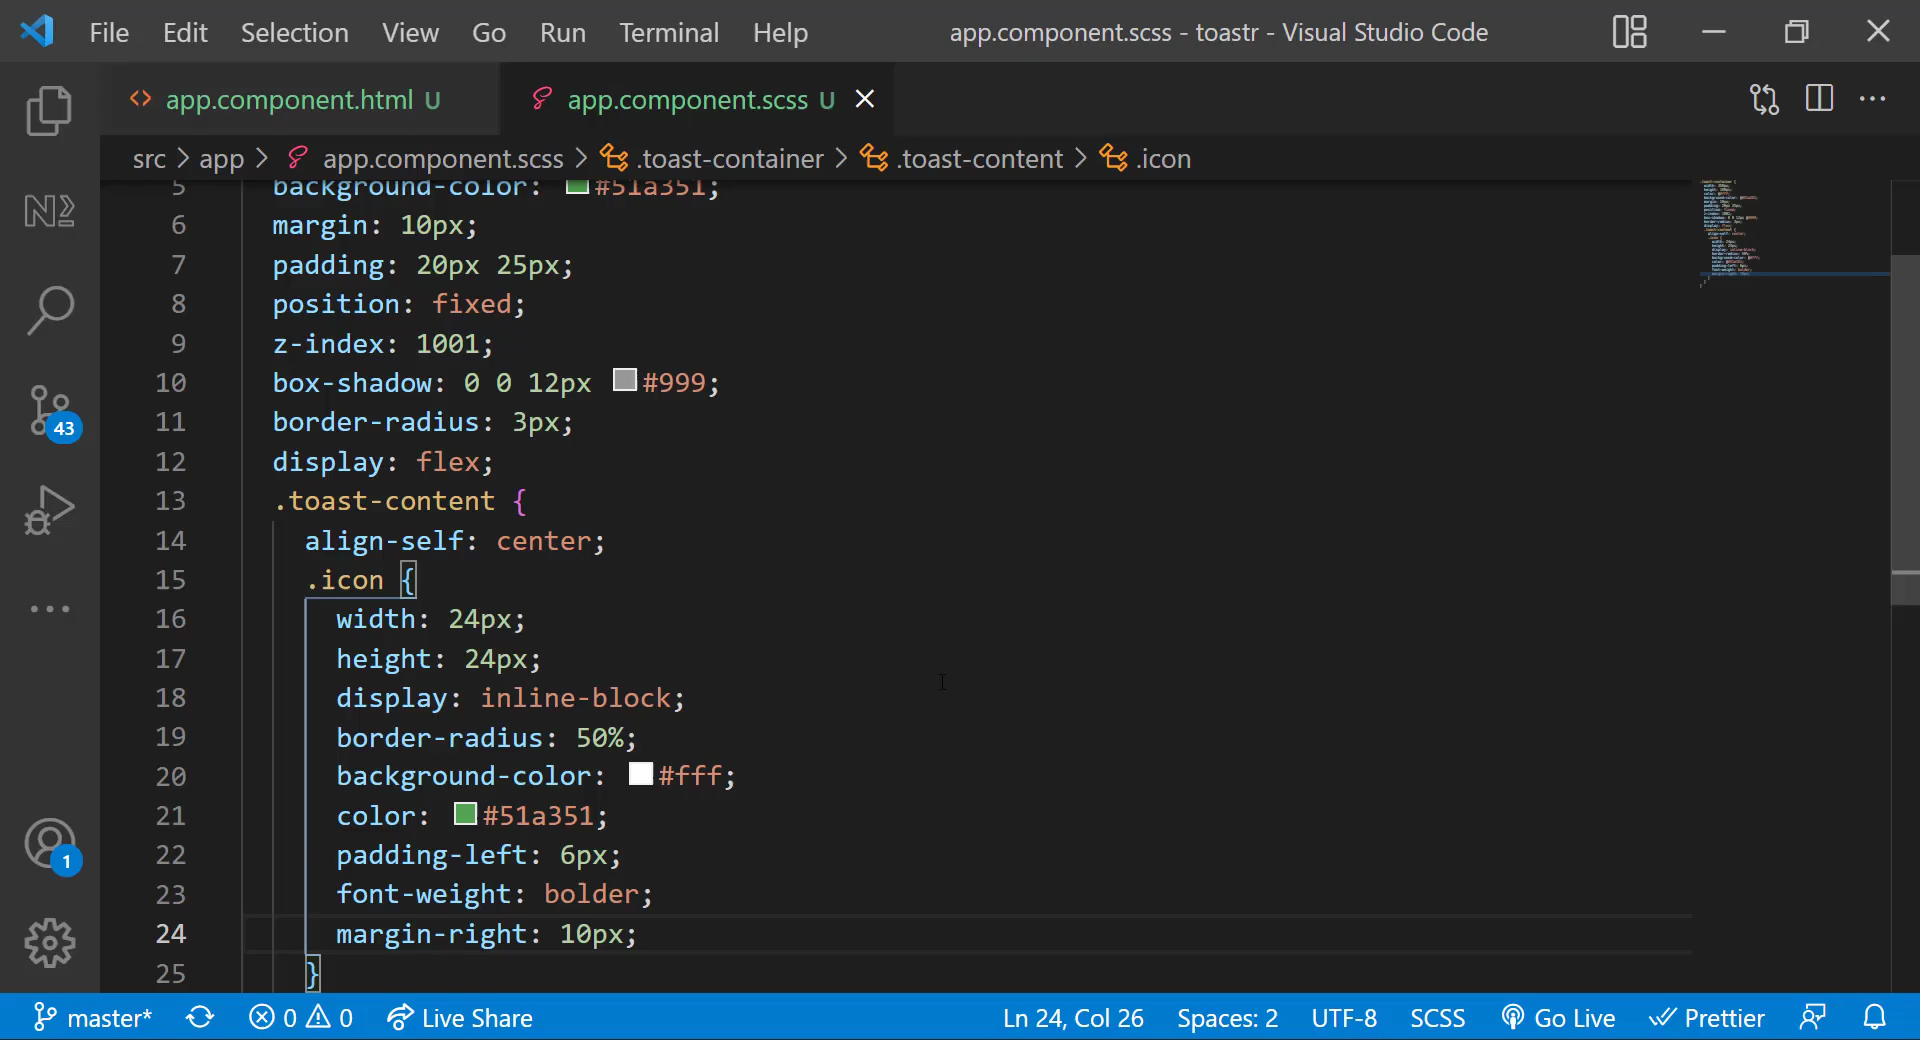 File Edit Selection View Go Run Terminal Help app.component.scss - toastr - Visual Studio Code
app.component.html U app.component.scss U
src > app > app.component.scss > .toast-container > .toast-content > .icon
5 background-color: #51a351;
6 margin: 10px;
7 padding: 20px 25px;
8 position: fixed;
9 z-index: 1001;
10 box-shadow: 0 0 12px #999;
11 border-radius: 3px;
12 display: flex;
13 .toast-content {
14 align-self: center;
15 .icon {
16 width: 24px;
17 height: 24px;
18 display: inline-block;
19 border-radius: 50%;
20 background-color: #fff;
21 color: #51a351;
22 padding-left: 6px;
23 font-weight: bolder;
24 margin-right: 10px;
25 }
43
1
master* 0 0 Live Share Ln 24, Col 26 Spaces: 2 UTF-8 SCSS Go Live Prettier